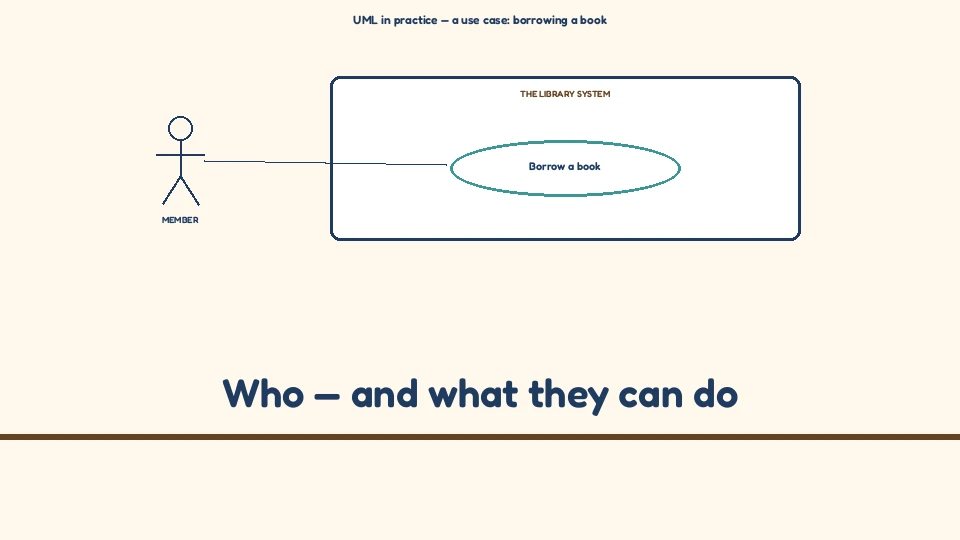 UML in practice — a use case: borrowing a book
THE LIBRARY SYSTEM
Borrow a book
MEMBER
Who — and what they can do